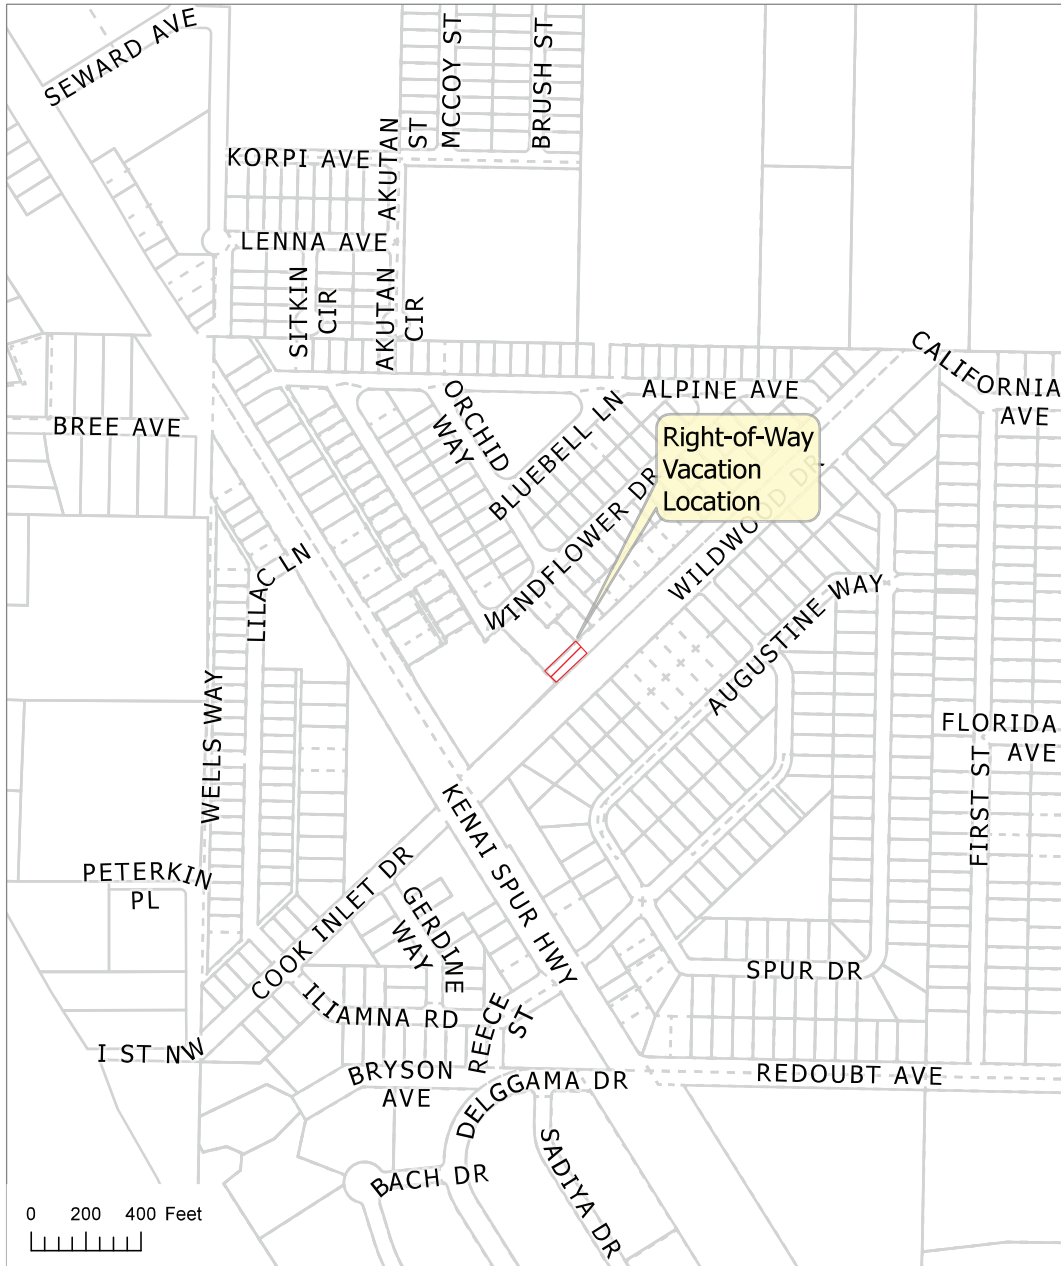 SEWARD AVE
MCCOY ST
BRUSH ST
AKUTAN
ST
KORPI AVE
LENNA AVE
SITKIN
CIR
AKUTAN
CIR
CALIFORNIA
AVE
ALPINE AVE
ORCHID
WAY
BLUEBELL LN
BREE AVE
Right-of-Way
Vacation
Location
WINDFLOWER DR
WILDWOOD DR
LILAC LN
AUGUSTINE WAY
WELLS WAY
FLORIDA
AVE
FIRST ST
KENAI SPUR HWY
PETERKIN
PL
COOK INLET DR
GERDINE
WAY
SPUR DR
ILIAMNA RD
REECE
ST
I ST NW
BRYSON
AVE
DELGGAMA DR
REDOUBT AVE
BACH DR
SADIYA DR
0 200 400 Feet